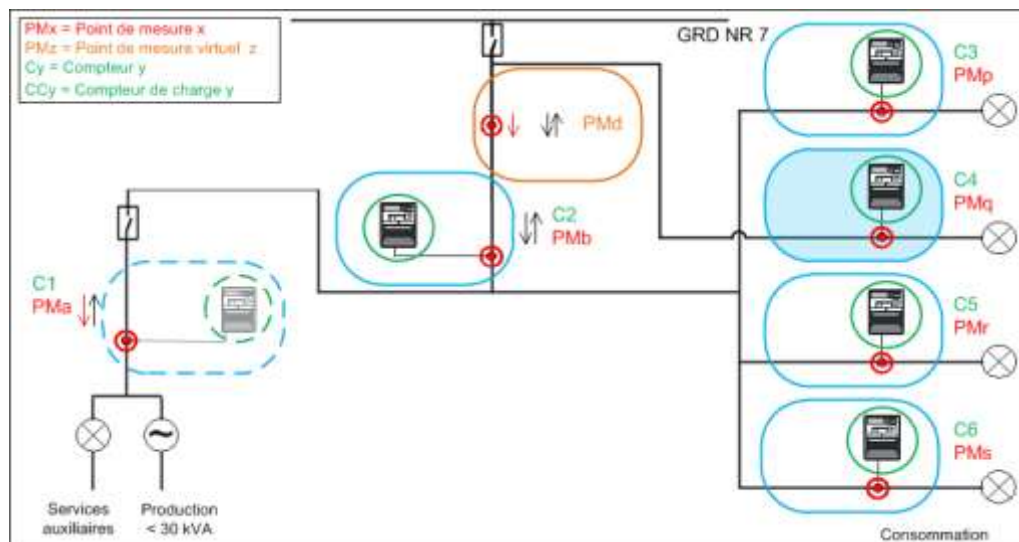 PMx = Point de mesure x
PMz = Point de mesure virtuel z
Cy = Compteur y
CCy = Compteur de charge y
GRD NR 7
C3
PMp
PMd
C4
PMq
C2
PMb
C1
PMa
C5
PMr
C6
PMs
Services
auxiliaires
Production
< 30 kVA
Consommation